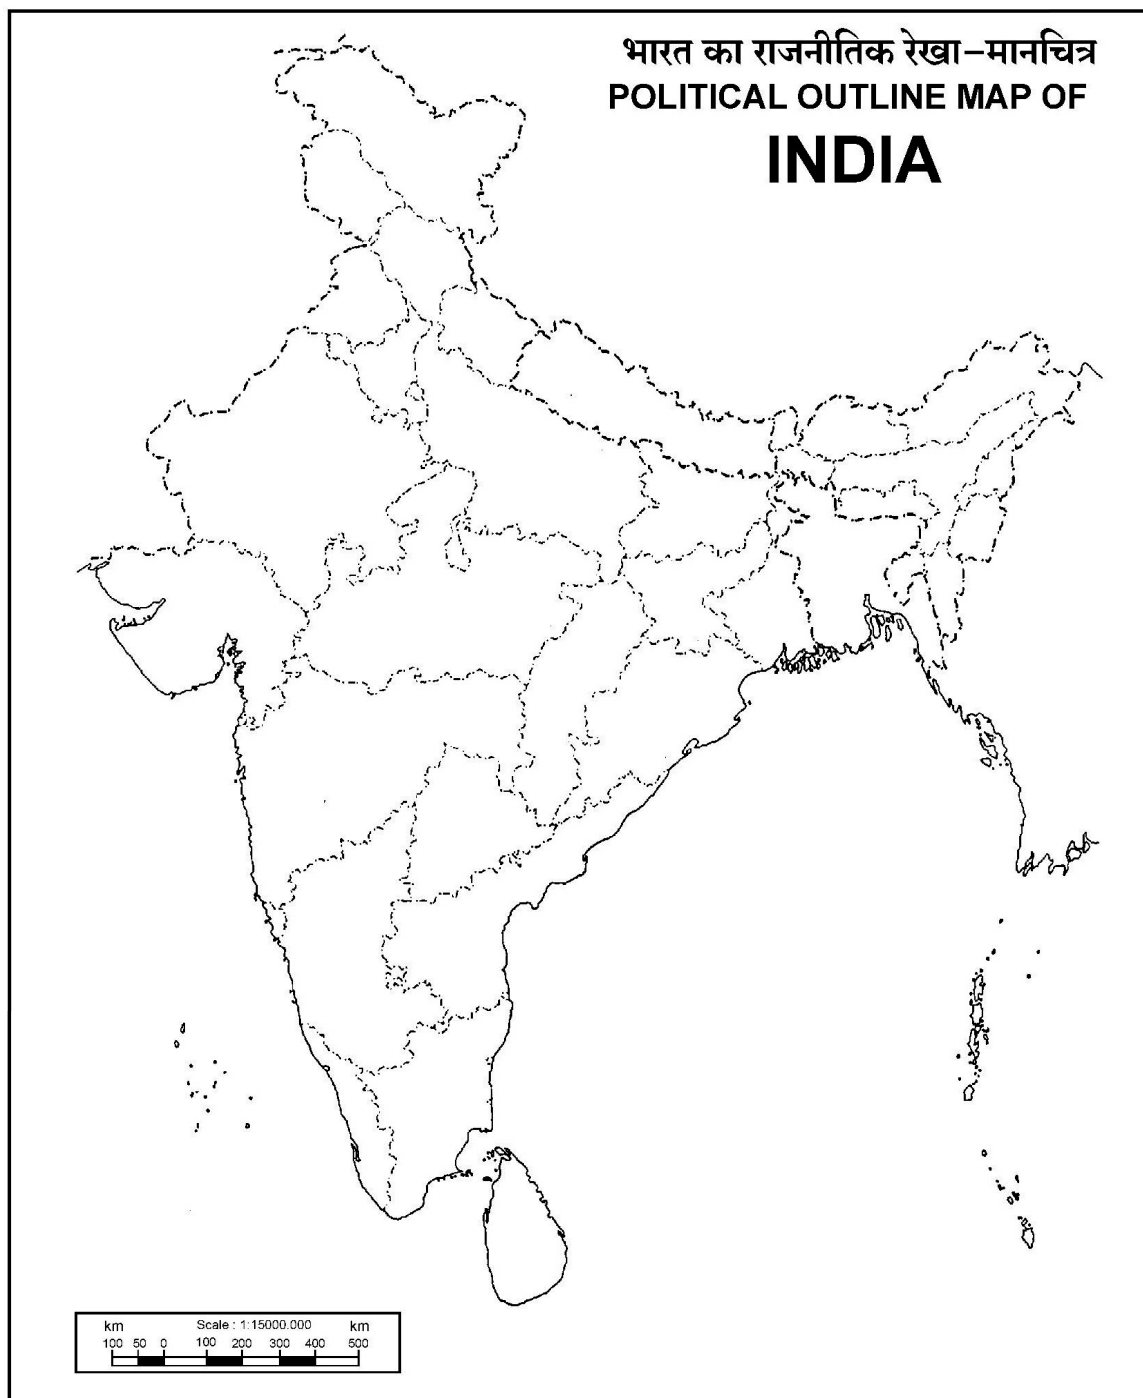 भारत का राजनीतिक रेखा–मानचित्र
POLITICAL OUTLINE MAP OF
INDIA
km Scale : 1:15000.000 km
100 50 0 100 200 300 400 500